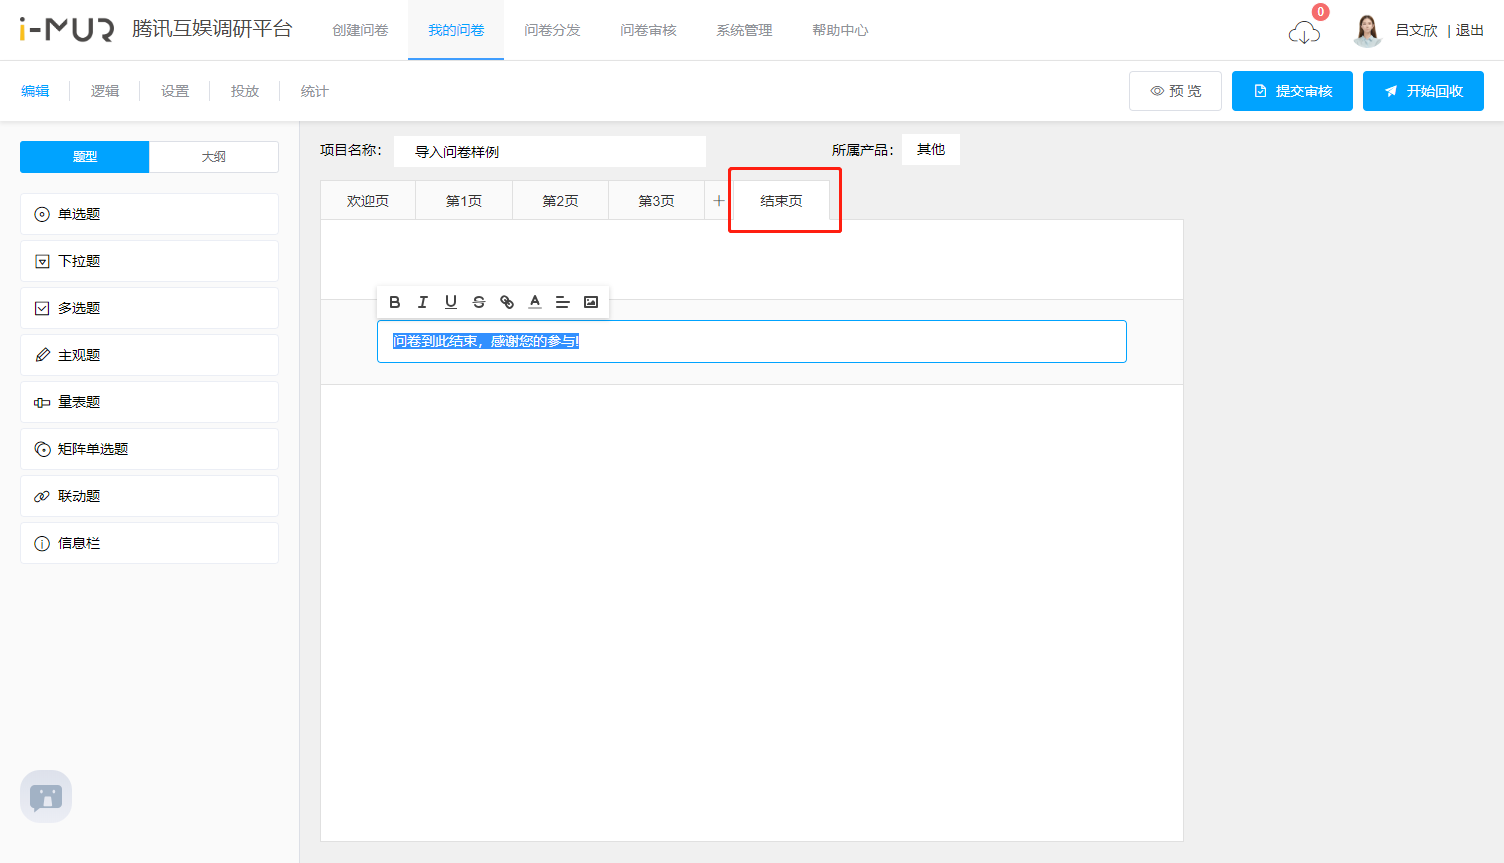 i-MUR 腾讯互娱调研平台 创建问卷 我的问卷 问卷分发 问卷审核 系统管理 帮助中心 0 吕文欣 | 退出
编辑 逻辑 设置 投放 统计 预 览 提交审核 开始回收
题型 大纲
单选题
下拉题
多选题
主观题
量表题
矩阵单选题
联动题
信息栏
项目名称： 导入问卷样例 所属产品： 其他
欢迎页 第1页 第2页 第3页 + 结束页
B I U S A
问卷到此结束，感谢您的参与!